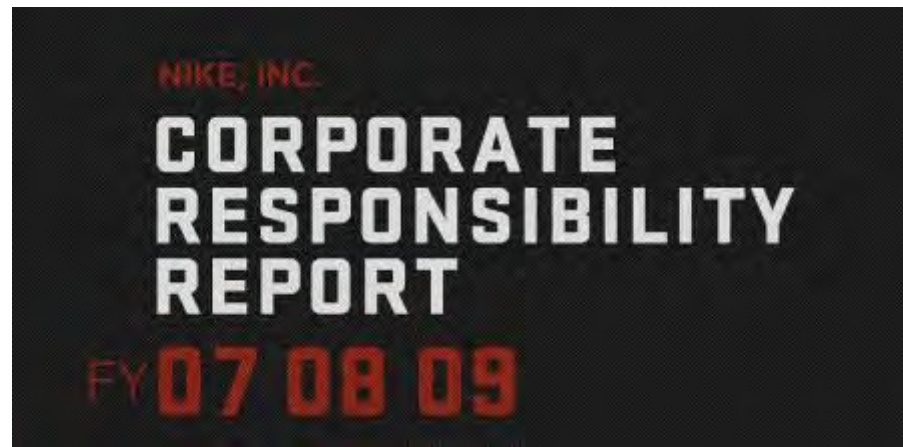 NIKE, INC.
CORPORATE
RESPONSIBILITY
REPORT
FY07 08 09